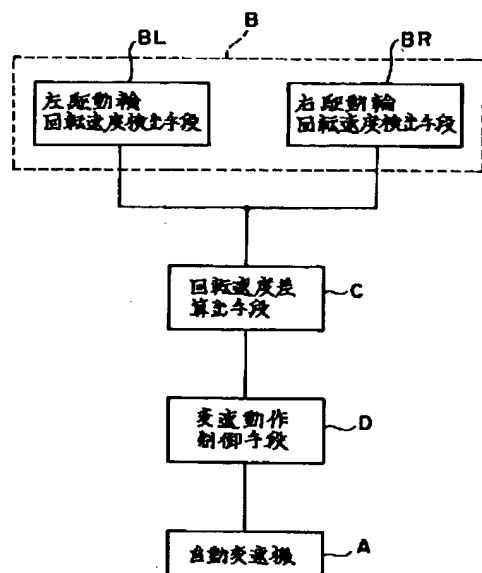 B
BL
BR
左駆動輪
回転速度検出手段
右駆動輪
回転速度検出手段
回転速度差
算出手段
C
変速動作
制御手段
D
自動変速機
A